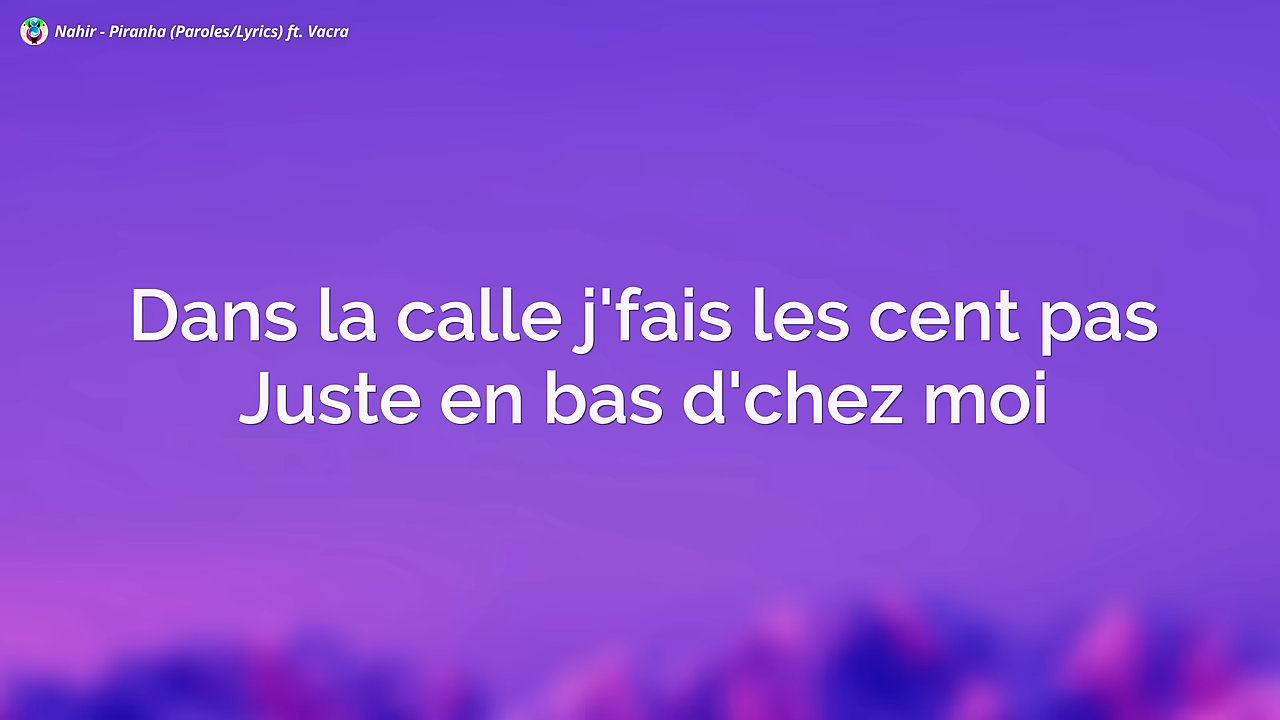 Nahir - Piranha (Paroles/Lyrics) ft. Vacra
Dans la calle j'fais les cent pas
Juste en bas d'chez moi